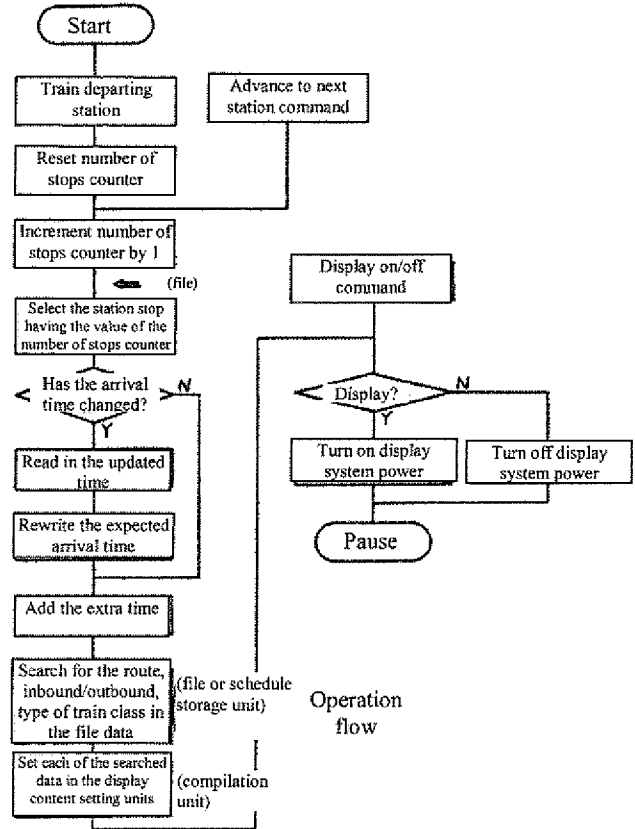 Start
Train departing
station
Advance to next
station command
Reset number of
stops counter
Increment number of
stops counter by 1
(file)
Select the station stop
having the value of the
number of stops counter
Has the arrival
time changed?
N
Y
Read in the updated
time
Rewrite the expected
arrival time
Add the extra time
Search for the route,
inbound/outbound,
type of train class in
the file data
(file or schedule
storage unit)
Set each of the searched
data in the display
content setting units
(compilation
unit)
Display on/off
command
Display?
N
Y
Turn on display
system power
Turn off display
system power
Pause
Operation
flow